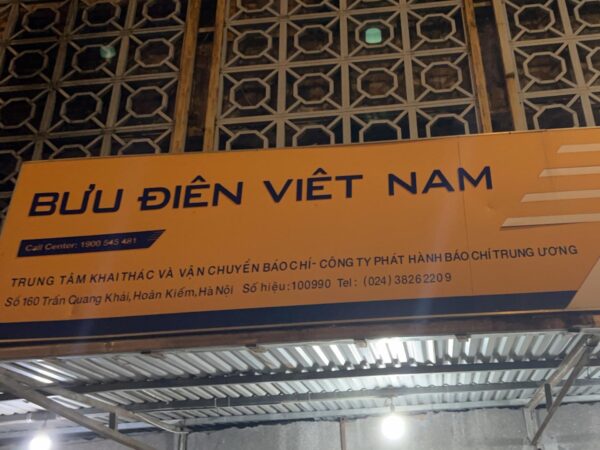 BƯU ĐIÊN VIÊT NAM
Call Center: 1900 545 481
TRUNG TÂM KHAI THÁC VÀ VẬN CHUYỂN BÁO CHÍ- CÔNG TY PHÁT HÀNH BÁO CHÍ TRUNG ƯƠNG
Số 160 Trần Quang Khải, Hoàn Kiếm, Hà Nội Số hiệu: 100990 Tel: (024) 38262209